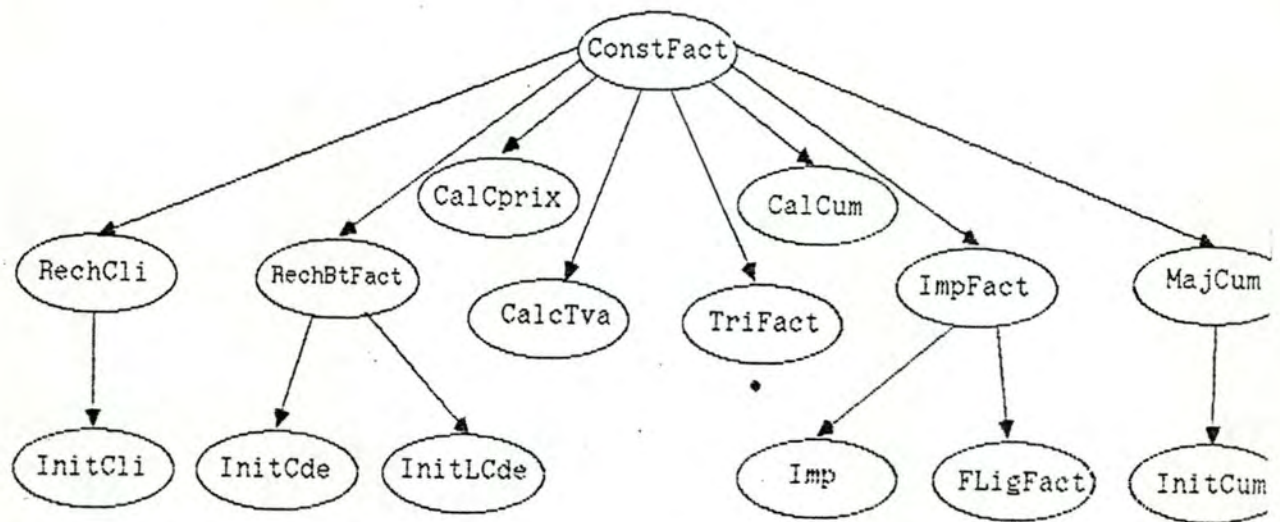 ConstFact
CalCprix
CalCum
RechCli
RechBtFact
ImpFact
MajCum
CalcTva
TriFact
InitCli
InitCde
InitLCde
Imp
FLigFact
InitCum